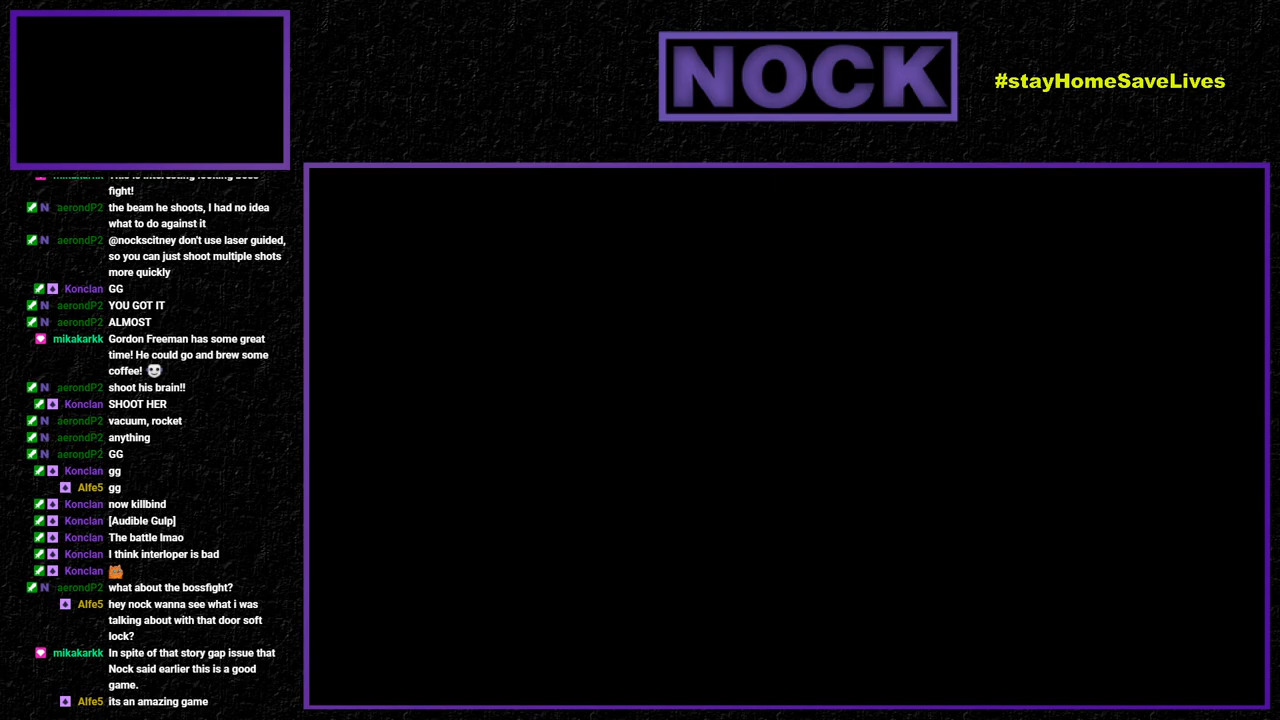 NOCK
#stayHomeSaveLives
mikakarkk This is interesting looking boss
fight!
N aerondP2 the beam he shoots, I had no idea
what to do against it
N aerondP2 @nockscitney don't use laser guided,
so you can just shoot multiple shots
more quickly
Konclan GG
N aerondP2 YOU GOT IT
N aerondP2 ALMOST
mikakarkk Gordon Freeman has some great
time! He could go and brew some
coffee!
N aerondP2 shoot his brain!!
Konclan SHOOT HER
N aerondP2 vacuum, rocket
N aerondP2 anything
N aerondP2 GG
Konclan gg
Alfe5 gg
Konclan now killbind
Konclan [Audible Gulp]
Konclan The battle lmao
Konclan I think interloper is bad
Konclan
N aerondP2 what about the bossfight?
Alfe5 hey nock wanna see what i was
talking about with that door soft
lock?
mikakarkk In spite of that story gap issue that
Nock said earlier this is a good
game.
Alfe5 its an amazing game